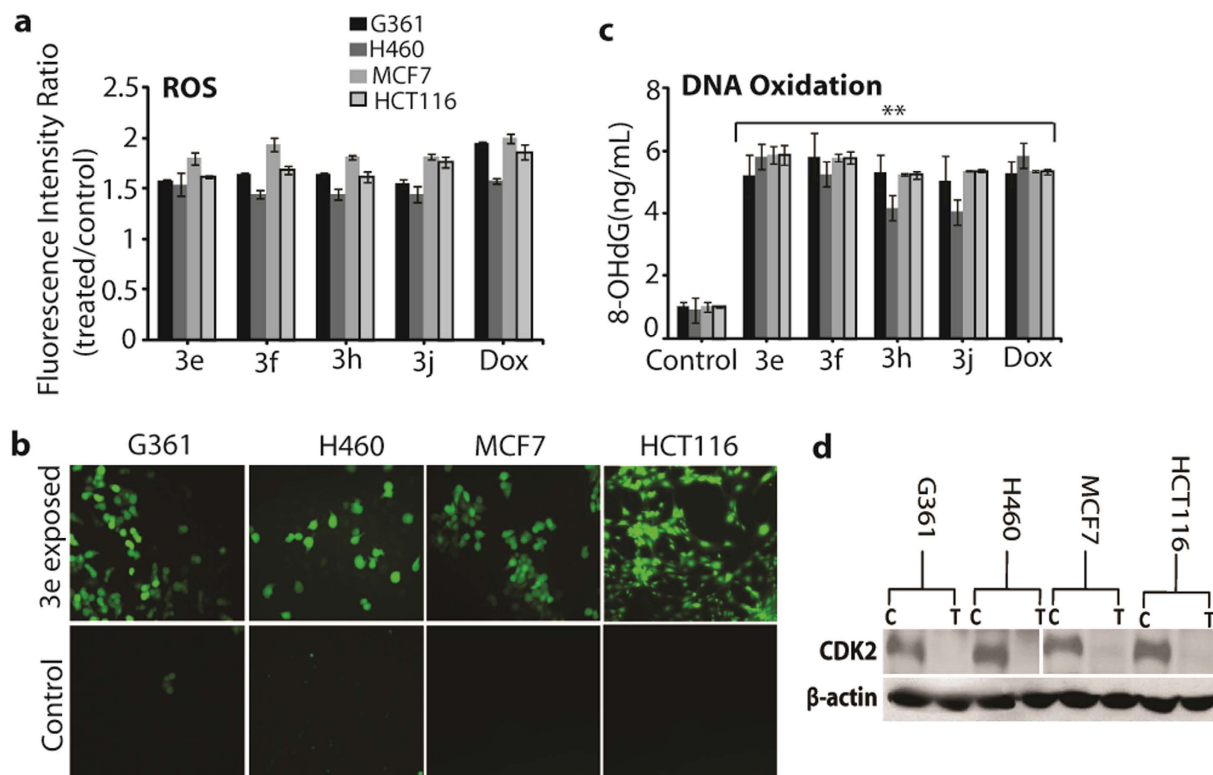 a
G361
H460
MCF7
HCT116
ROS
Fluorescence Intensity Ratio
(treated/control)
2.5
2
1.5
1
0.5
0
3e 3f 3h 3j Dox
c
DNA Oxidation
**
8-OHdG(ng/mL)
8
6
4
2
0
Control 3e 3f 3h 3j Dox
b
G361 H460 MCF7 HCT116
3e exposed
Control
d
G361 H460 MCF7 HCT116
C T C T C T C T
CDK2
β-actin